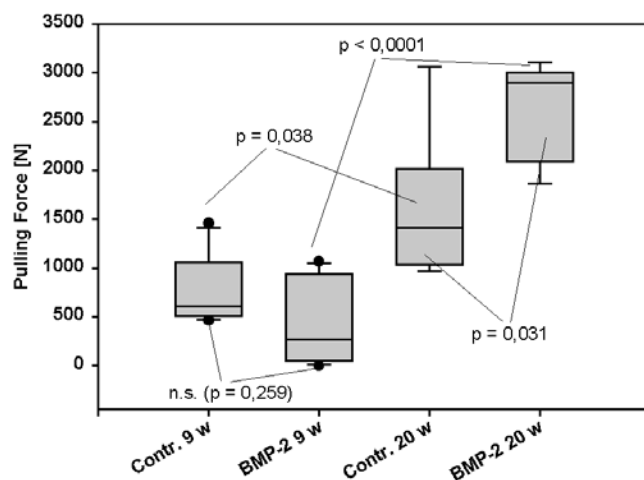 3500
p < 0,0001
3000
2500
p = 0,038
2000
Pulling Force [N]
1500
1000
500
p = 0,031
0
n.s. (p = 0,259)
Contr. 9 w
BMP-2 9 w
Contr. 20 w
BMP-2 20 w